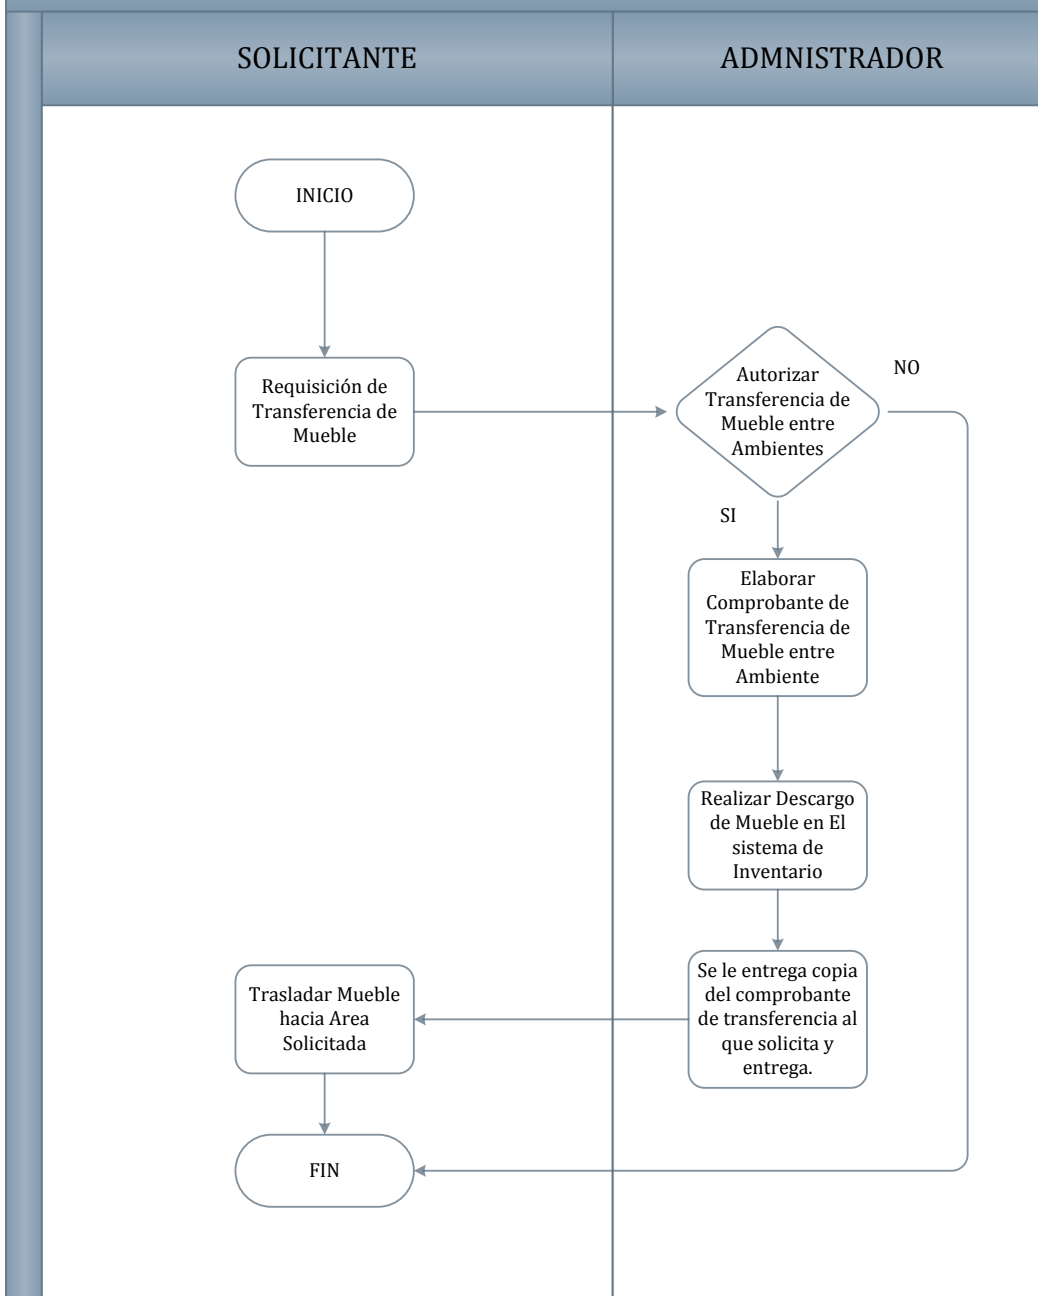 SOLICITANTE
ADMNISTRADOR
INICIO
Requisición de
Transferencia de
Mueble
Autorizar
Transferencia de
Mueble entre
Ambientes
NO
SI
Elaborar
Comprobante de
Transferencia de
Mueble entre
Ambiente
Realizar Descargo
de Mueble en El
sistema de
Inventario
Se le entrega copia
del comprobante
de transferencia al
que solicita y
entrega.
Trasladar Mueble
hacia Area
Solicitada
FIN